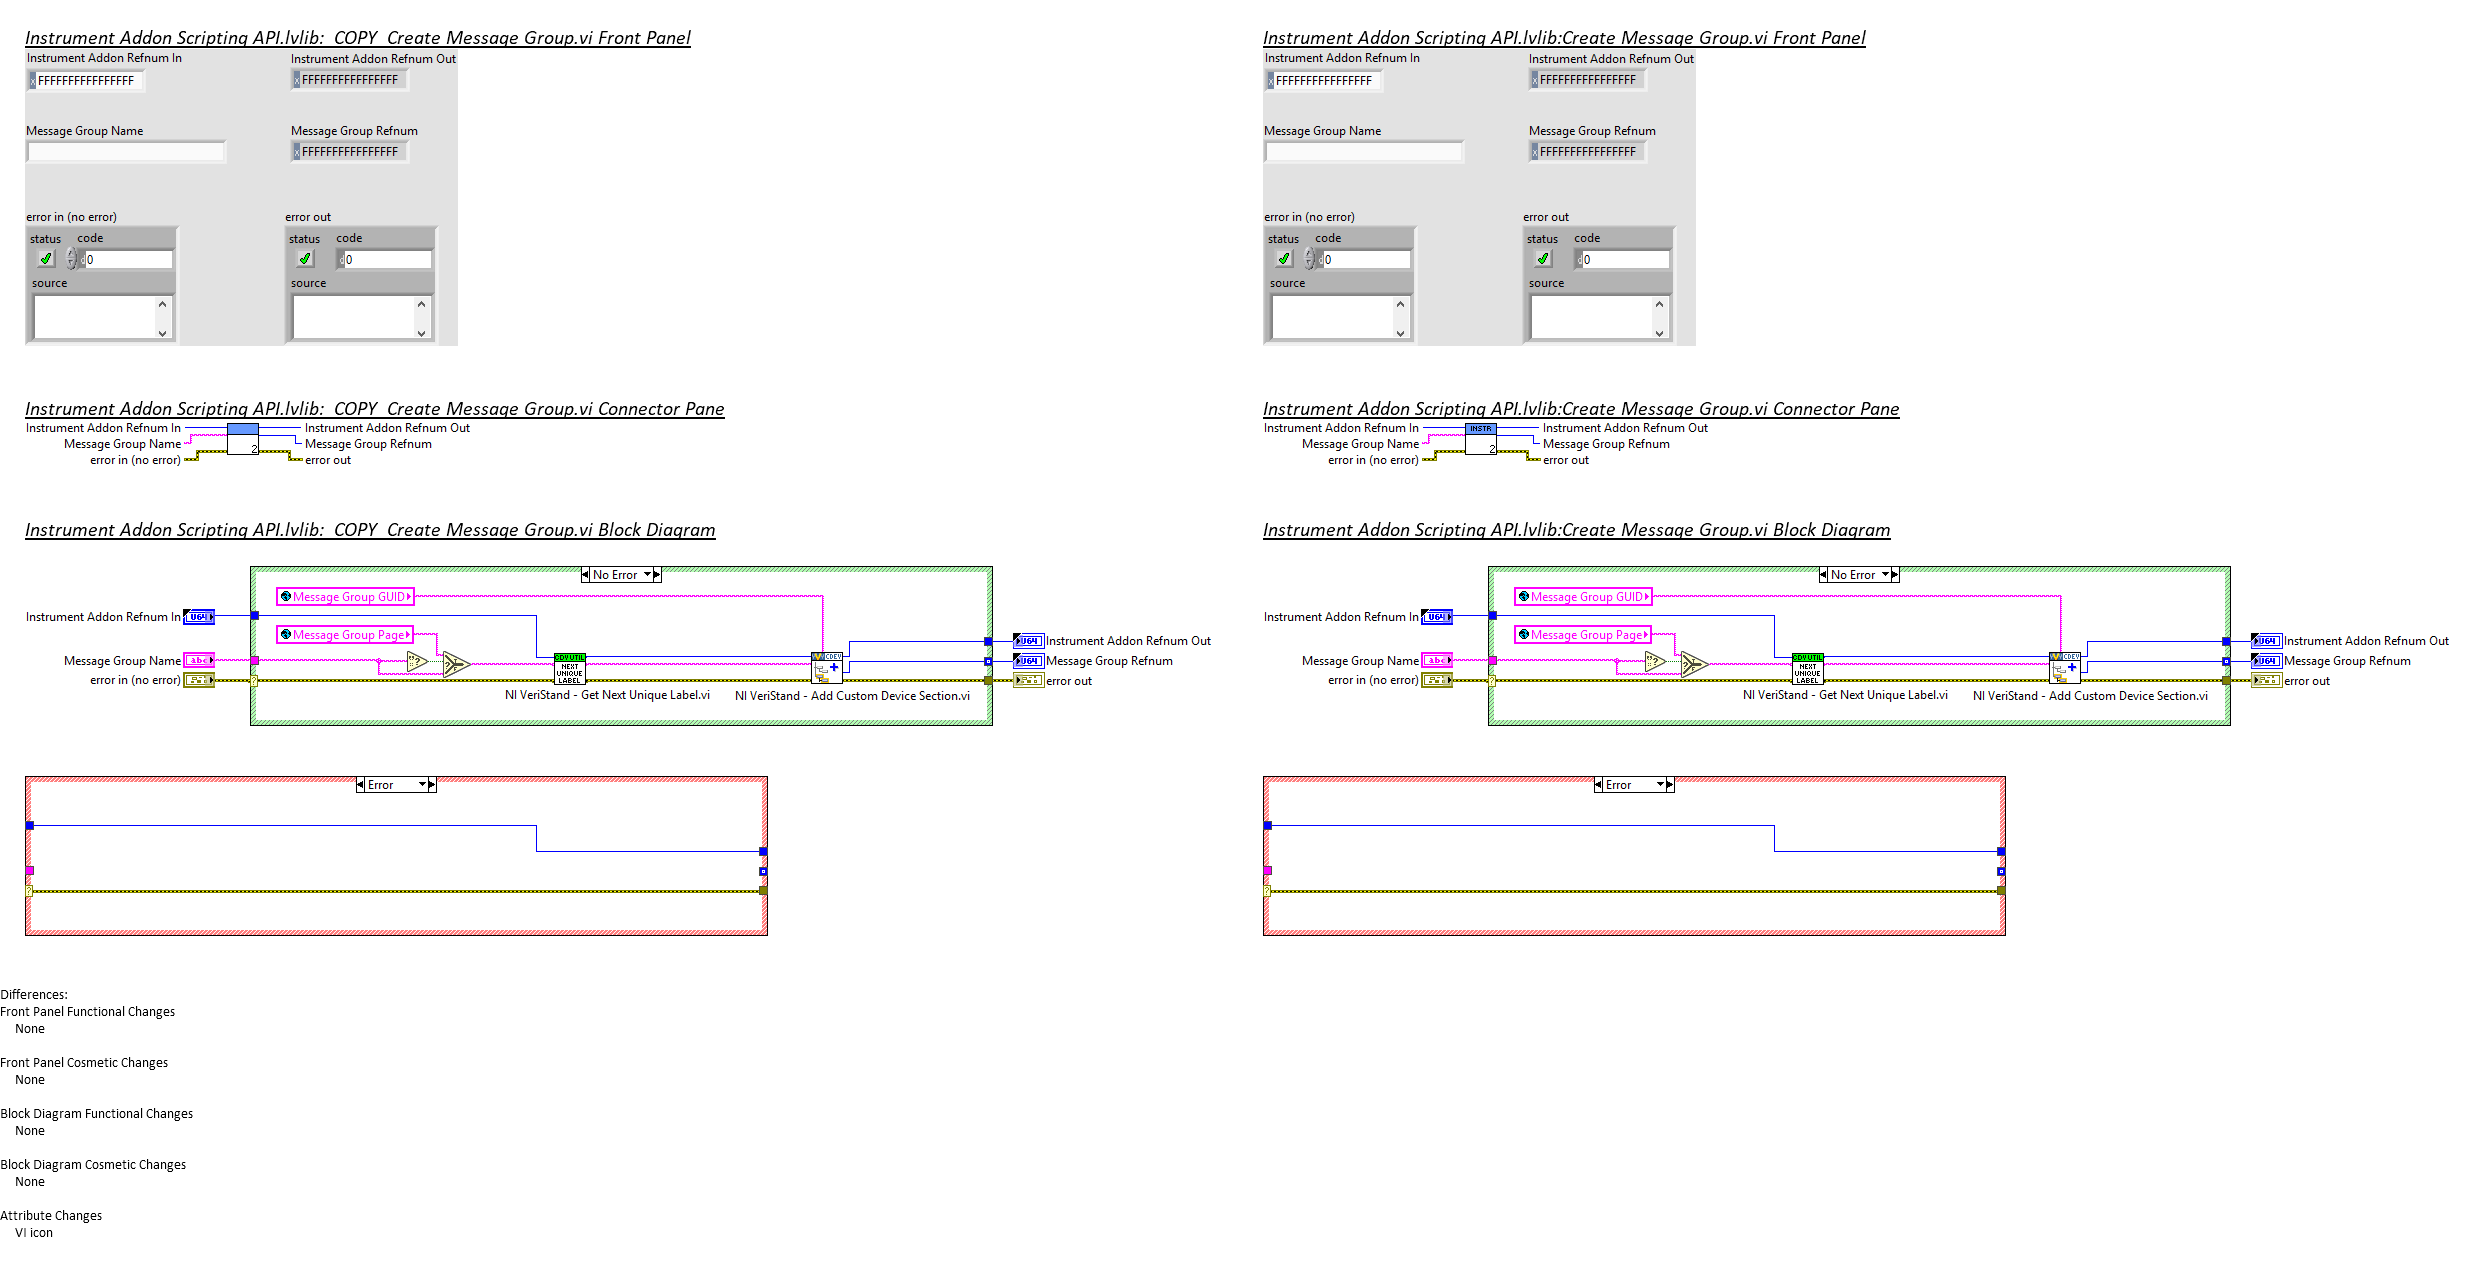 Instrument Addon Scripting API.lvlib:_COPY_Create Message Group.vi Front Panel
Instrument Addon Refnum In
Instrument Addon Refnum Out
x FFFFFFFFFFFFFFFF
x FFFFFFFFFFFFFFFF
Message Group Name
Message Group Refnum
x FFFFFFFFFFFFFFFF
error in (no error)
error out
status code
status code
d 0
d 0
source
source
Instrument Addon Scripting API.lvlib:_COPY_Create Message Group.vi Connector Pane
Instrument Addon Refnum In
Instrument Addon Refnum Out
Message Group Name
2
Message Group Refnum
error in (no error)
error out
Instrument Addon Scripting API.lvlib:_COPY_Create Message Group.vi Block Diagram
No Error
Message Group GUID
Instrument Addon Refnum In
U64
Message Group Page
U64
Instrument Addon Refnum Out
Message Group Name
abc
?
CDV UTIL
NEXT
UNIQUE
LABEL
CDEV
U64
Message Group Refnum
error in (no error)
?
error out
NI VeriStand - Get Next Unique Label.vi
NI VeriStand - Add Custom Device Section.vi
Error
?
Instrument Addon Scripting API.lvlib:Create Message Group.vi Front Panel
Instrument Addon Refnum In
Instrument Addon Refnum Out
x FFFFFFFFFFFFFFFF
x FFFFFFFFFFFFFFFF
Message Group Name
Message Group Refnum
x FFFFFFFFFFFFFFFF
error in (no error)
error out
status code
status code
d 0
d 0
source
source
Instrument Addon Scripting API.lvlib:Create Message Group.vi Connector Pane
Instrument Addon Refnum In
INSTR
Instrument Addon Refnum Out
Message Group Name
2
Message Group Refnum
error in (no error)
error out
Instrument Addon Scripting API.lvlib:Create Message Group.vi Block Diagram
No Error
Message Group GUID
Instrument Addon Refnum In
U64
Message Group Page
U64
Instrument Addon Refnum Out
Message Group Name
abc
?
CDV UTIL
NEXT
UNIQUE
LABEL
CDEV
U64
Message Group Refnum
error in (no error)
?
error out
NI VeriStand - Get Next Unique Label.vi
NI VeriStand - Add Custom Device Section.vi
Error
?
Differences:
Front Panel Functional Changes
None
Front Panel Cosmetic Changes
None
Block Diagram Functional Changes
None
Block Diagram Cosmetic Changes
None
Attribute Changes
VI icon